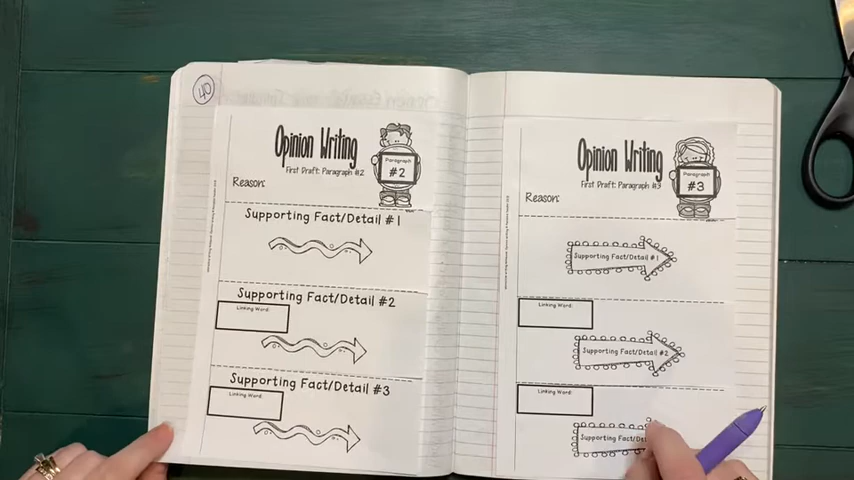 40
Opinion Writing
First Draft: Paragraph #2
Paragraph
#2
Reason:
Supporting Fact/Detail #1
Supporting Fact/Detail #2
Linking Word:
Supporting Fact/Detail #3
Linking Word:
Opinion Writing
First Draft: Paragraph #3
Paragraph
#3
Reason:
Supporting Fact/Detail #1
Linking Word:
Supporting Fact/Detail #2
Linking Word:
Supporting Fact/De